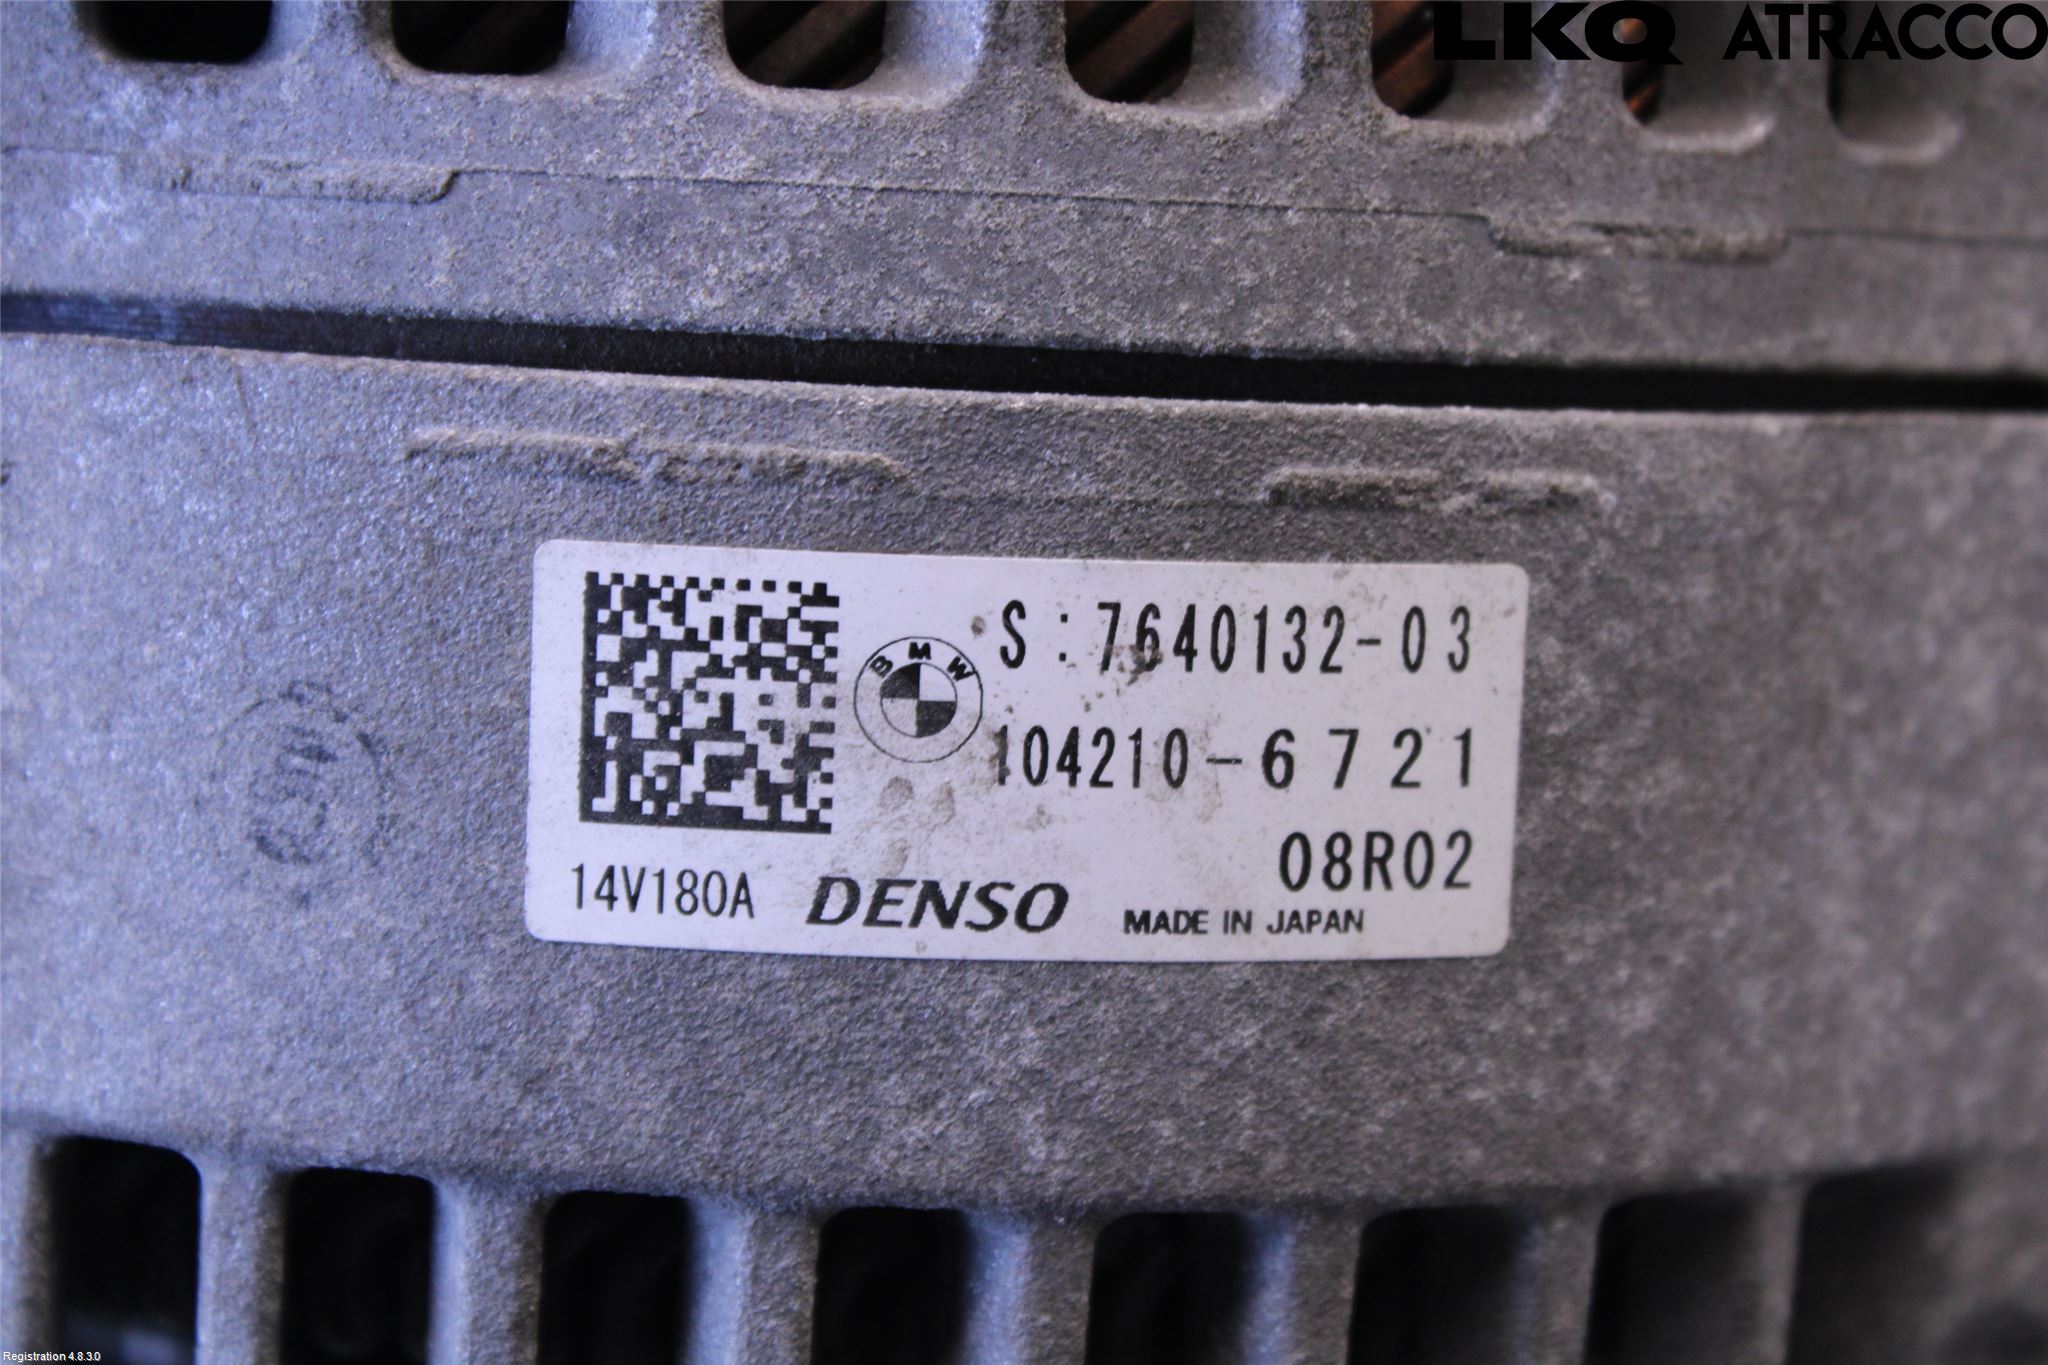 LKQ ATRACCO
BMW
S:7640132-03
104210-6721
08R02
14V180A DENSO MADE IN JAPAN
Registration 4.8.3.0